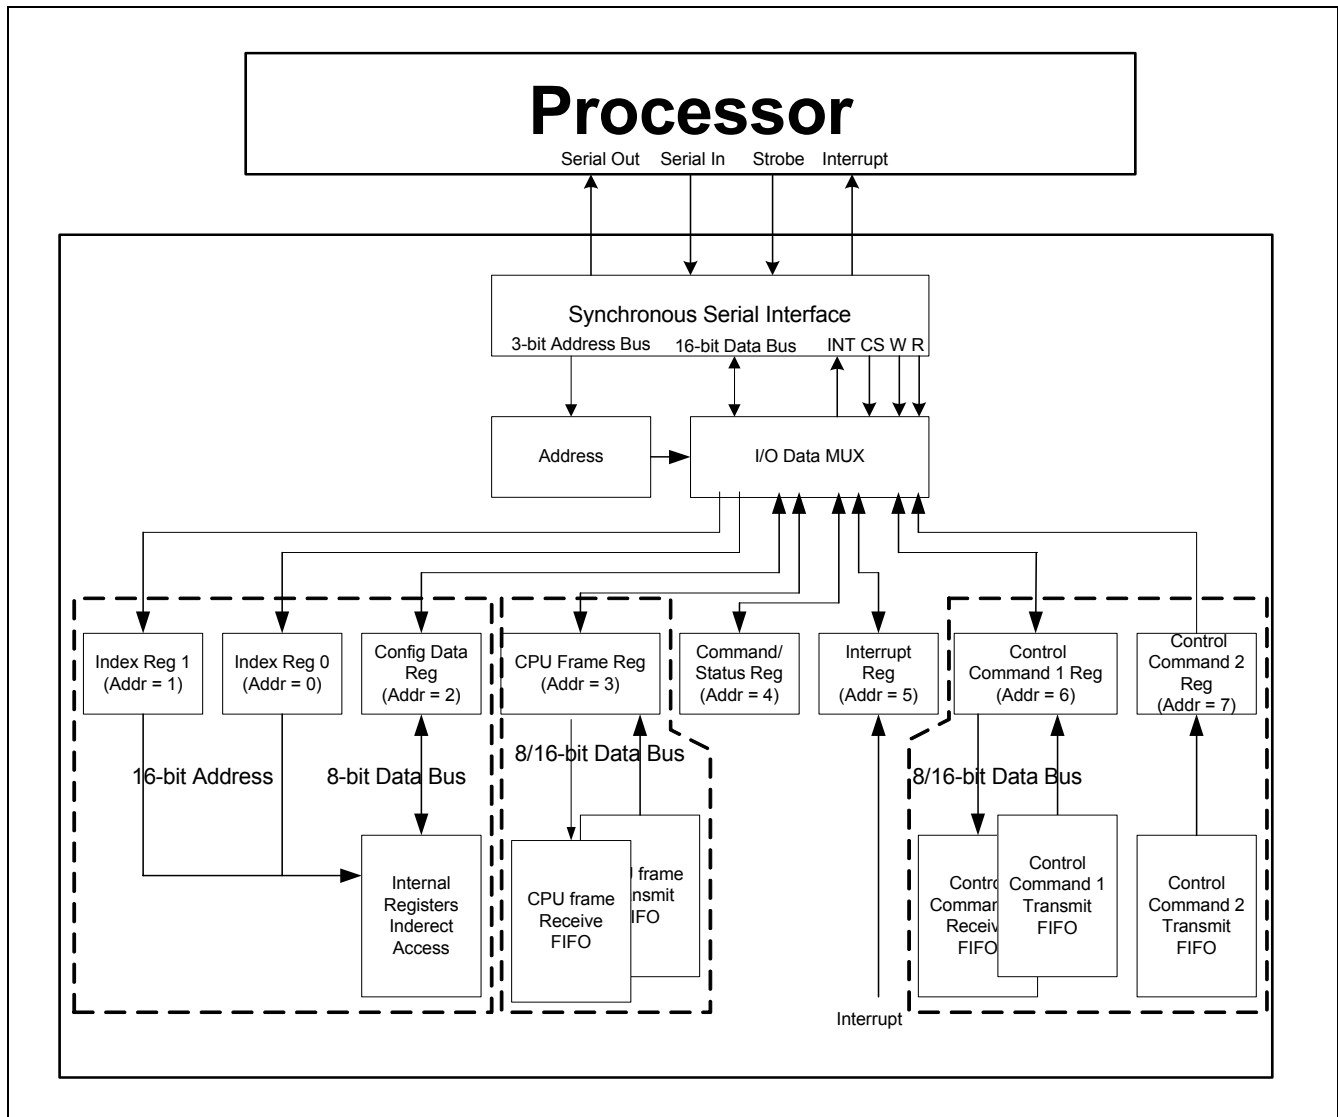 Processor
Serial Out Serial In Strobe Interrupt
Synchronous Serial Interface
3-bit Address Bus 16-bit Data Bus INT CS W R
Address
I/O Data MUX
Index Reg 1
(Addr = 1)
Index Reg 0
(Addr = 0)
Config Data
Reg
(Addr = 2)
CPU Frame Reg
(Addr = 3)
Command/
Status Reg
(Addr = 4)
Interrupt
Reg
(Addr = 5)
Control
Command 1 Reg
(Addr = 6)
Control
Command 2
Reg
(Addr = 7)
16-bit Address
8-bit Data Bus
8/16-bit Data Bus
8/16-bit Data Bus
Internal
Registers
Inderect
Access
CPU frame
Receive
FIFO
frame
Control
Command 1
Transmit
FIFO
FIFO
Control
Command 2
Transmit
FIFO
Interrupt